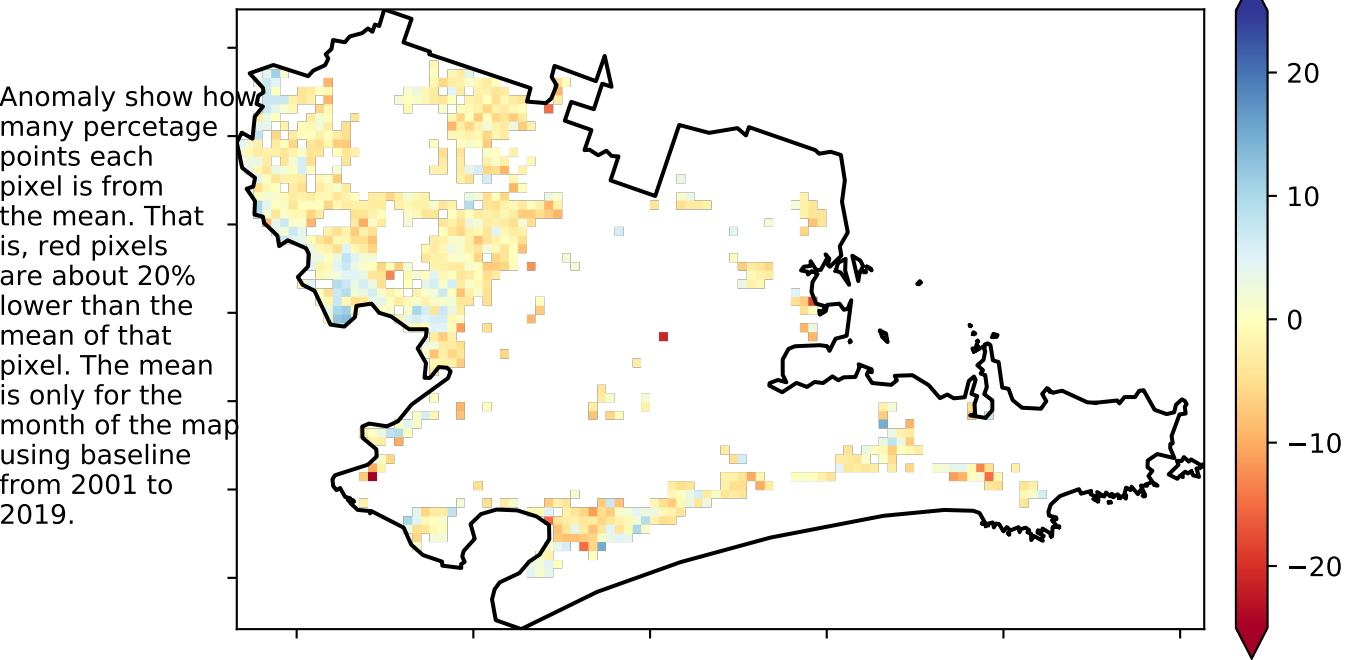 Anomaly show how
many percetage
points each
pixel is from
the mean. That
is, red pixels
are about 20%
lower than the
mean of that
pixel. The mean
is only for the
month of the map
using baseline
from 2001 to
2019.
20
10
0
−10
−20